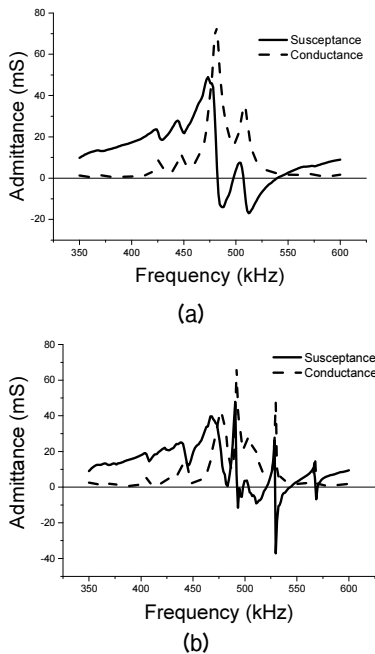 80
60
40
20
0
-20
350 400 450 500 550 600
Admittance (mS)
Frequency (kHz)
Susceptance
Conductance
(a)
80
60
40
20
0
-20
-40
350 400 450 500 550 600
Admittance (mS)
Frequency (kHz)
Susceptance
Conductance
(b)